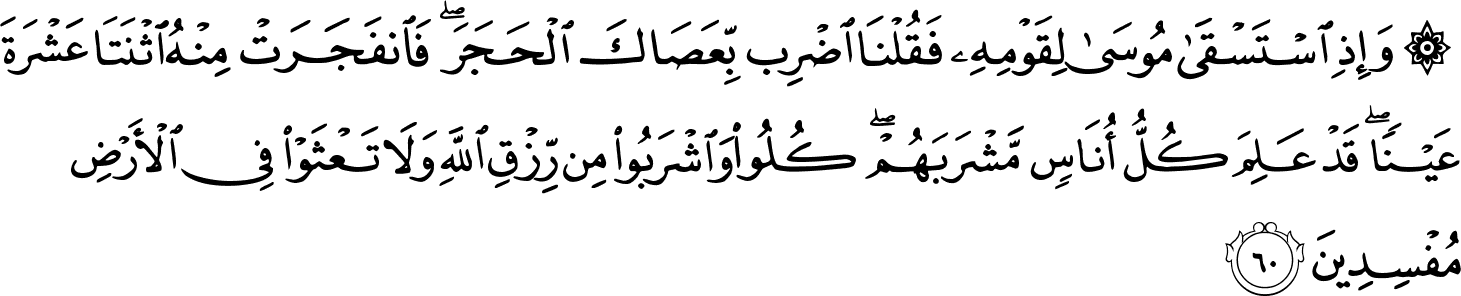 ۞ وَإِذِ ٱسْتَسْقَىٰ مُوسَىٰ لِقَوْمِهِۦ فَقُلْنَا ٱضْرِب بِّعَصَاكَ ٱلْحَجَرَ ۖ فَٱنفَجَرَتْ مِنْهُ ٱثْنَتَا عَشْرَةَ
عَيْنًا ۖ قَدْ عَلِمَ كُلُّ أُنَاسٍ مَّشْرَبَهُمْ ۖ كُلُوا۟ وَٱشْرَبُوا۟ مِن رِّزْقِ ٱللَّهِ وَلَا تَعْثَوْا۟ فِى ٱلْأَرْضِ
مُفْسِدِينَ ٦٠